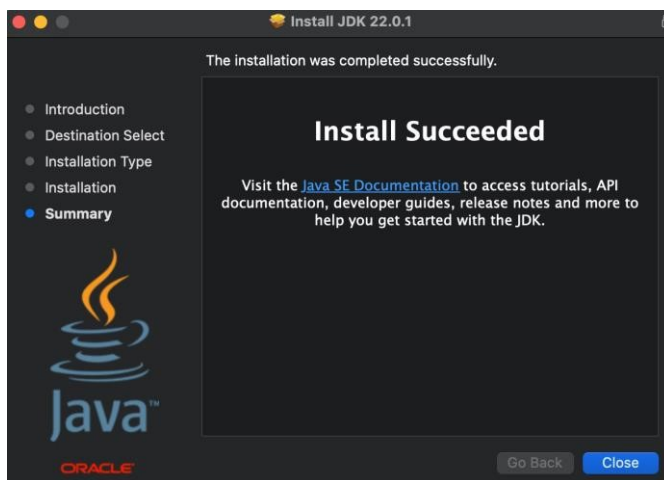 Install JDK 22.0.1
The installation was completed successfully.
Introduction
Destination Select
Installation Type
Installation
Summary
Install Succeeded
Visit the Java SE Documentation to access tutorials, API
documentation, developer guides, release notes and more to
help you get started with the JDK.
Java™
ORACLE
Go Back
Close